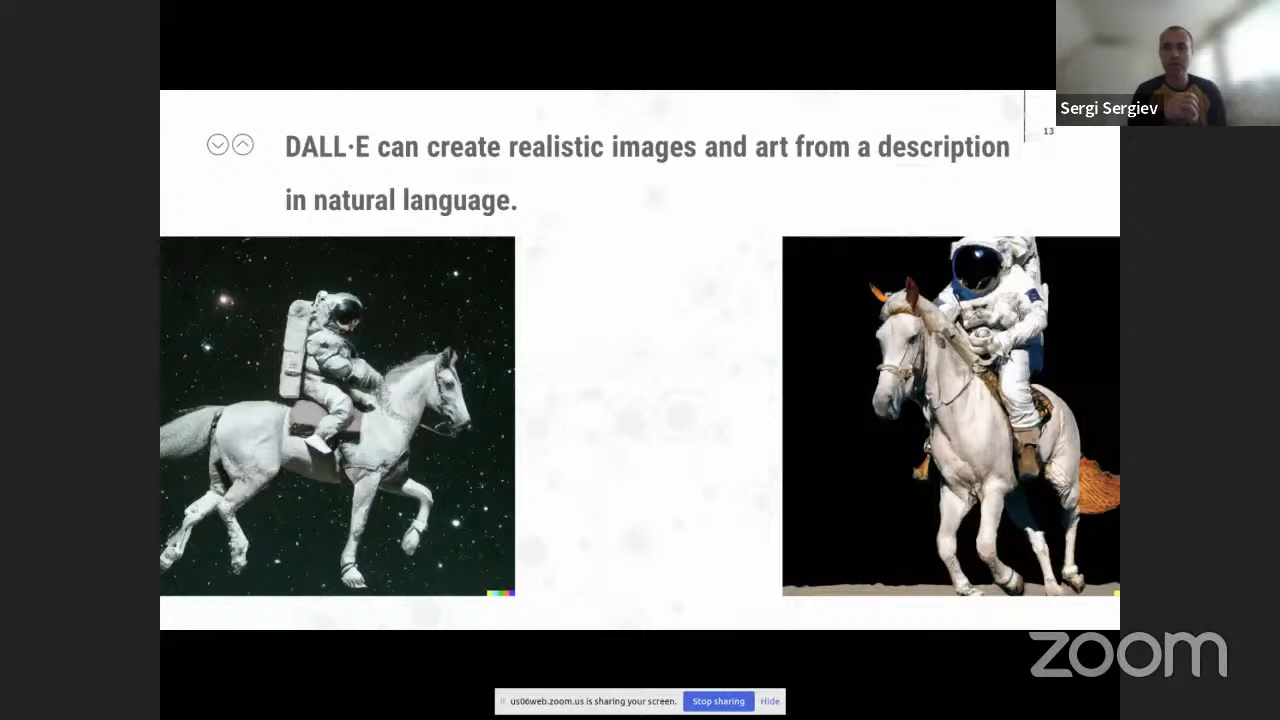 Sergi Sergiev
13
DALL·E can create realistic images and art from a description
in natural language.
zoom
us06web.zoom.us is sharing your screen. Stop sharing Hide